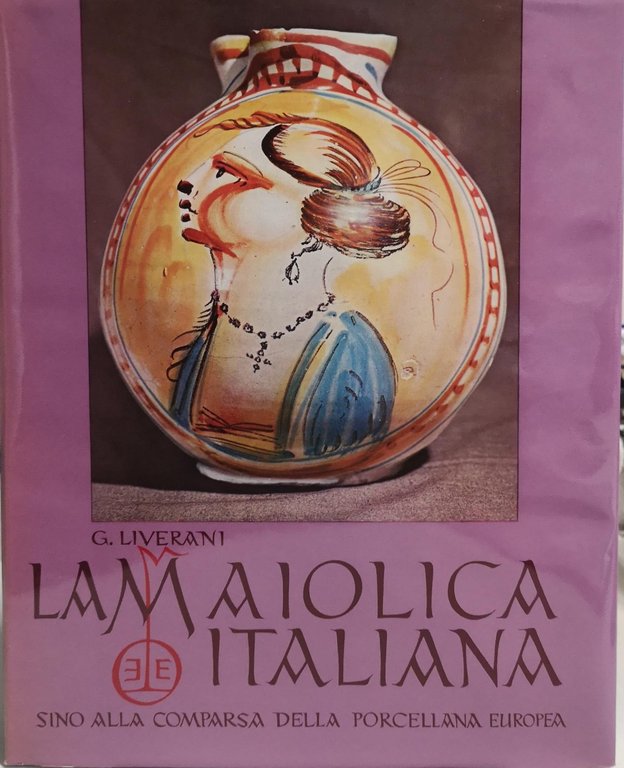 G. LIVERANI
LA MAIOLICA
ITALIANA
SINO ALLA COMPARSA DELLA PORCELLANA EUROPEA